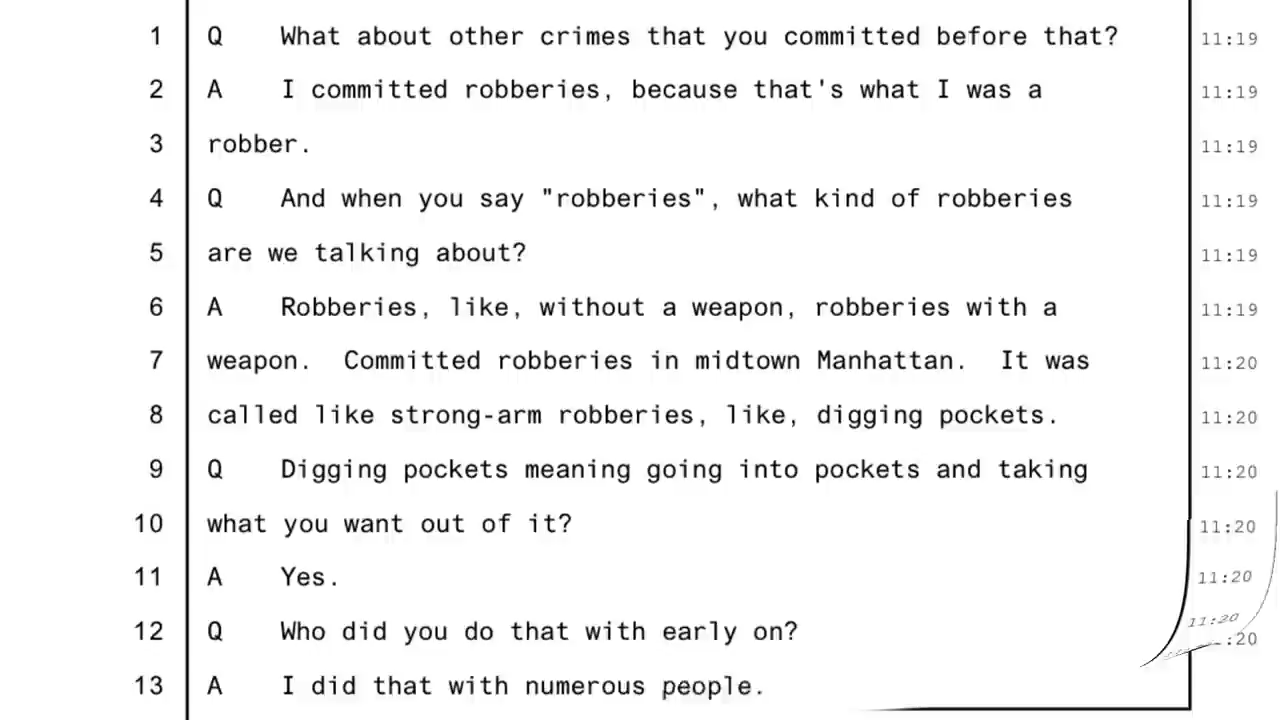 1 Q What about other crimes that you committed before that? 11:19
2 A I committed robberies, because that's what I was a 11:19
3 robber. 11:19
4 Q And when you say "robberies", what kind of robberies 11:19
5 are we talking about? 11:19
6 A Robberies, like, without a weapon, robberies with a 11:19
7 weapon. Committed robberies in midtown Manhattan. It was 11:20
8 called like strong-arm robberies, like, digging pockets. 11:20
9 Q Digging pockets meaning going into pockets and taking 11:20
10 what you want out of it? 11:20
11 A Yes. 11:20
12 Q Who did you do that with early on? 11:20
:20
13 A I did that with numerous people.